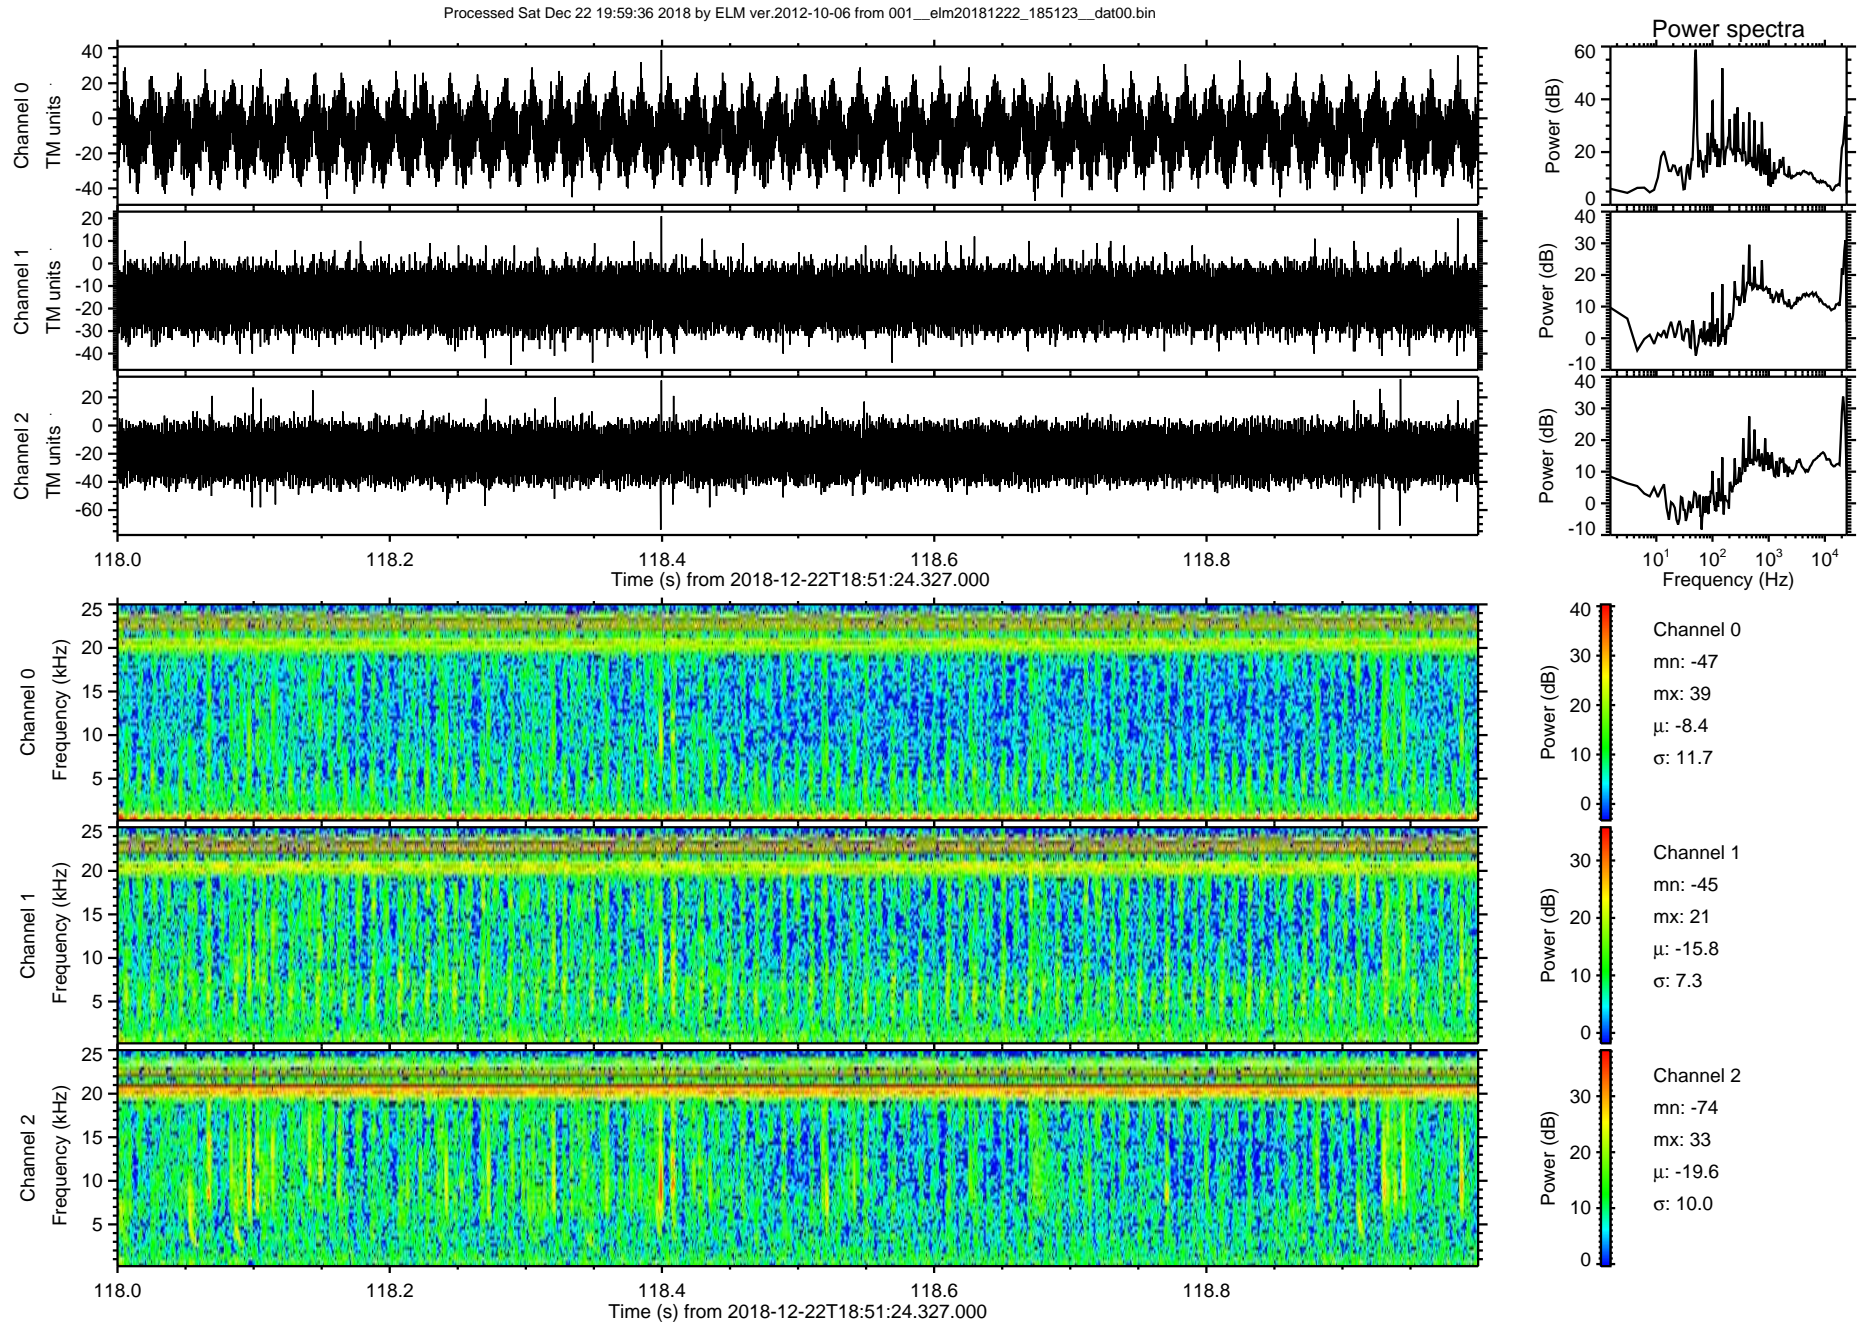 Processed Sat Dec 22 19:59:36 2018 by ELM ver.2012-10-06 from 001__elm20181222_185123__dat00.bin
Power spectra
Channel 0
TM units
40
20
0
-20
-40
Power (dB)
60
40
20
0
Channel 1
TM units
20
10
0
-10
-20
-30
-40
Power (dB)
40
30
20
10
0
-10
Channel 2
TM units
20
0
-20
-40
-60
Power (dB)
40
30
20
10
0
-10
118.0 118.2 118.4 118.6 118.8
Time (s) from 2018-12-22T18:51:24.327.000
10¹ 10² 10³ 10⁴
Frequency (Hz)
Channel 0
Frequency (kHz)
25
20
15
10
5
Power (dB)
40
30
20
10
0
Channel 0
mn: -47
mx: 39
μ: -8.4
σ: 11.7
Channel 1
Frequency (kHz)
25
20
15
10
5
Power (dB)
30
20
10
0
Channel 1
mn: -45
mx: 21
μ: -15.8
σ: 7.3
Channel 2
Frequency (kHz)
25
20
15
10
5
Power (dB)
30
20
10
0
Channel 2
mn: -74
mx: 33
μ: -19.6
σ: 10.0
118.0 118.2 118.4 118.6 118.8
Time (s) from 2018-12-22T18:51:24.327.000